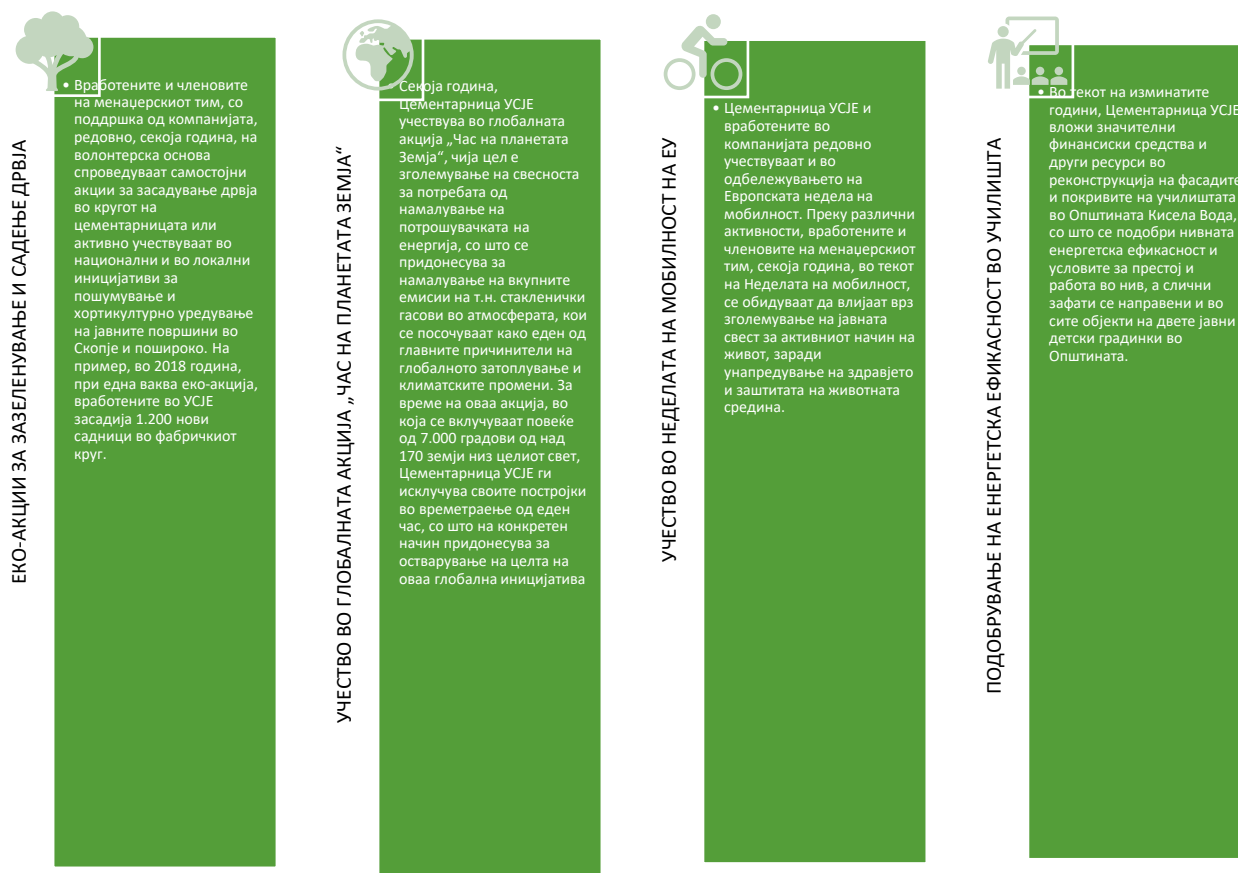 ЕКО-АКЦИИ ЗА ЗАЗЕЛЕНУВАЊЕ И САДЕЊЕ ДРВЈА
• Вработените и членовите
на менаџерскиот тим, со
поддршка од компанијата,
редовно, секоја година, на
волонтерска основа
спроведуваат самостојни
акции за засадување дрвја
во кругот на
цементарницата или
активно учествуваат во
национални и во локални
иницијативи за
пошумување и
хортикултурно уредување
на јавните површини во
Скопје и пошироко. На
пример, во 2018 година,
при една ваква еко-акција,
вработените во УСЈЕ
засадија 1.200 нови
садници во фабричкиот
круг.
УЧЕСТВО ВО ГЛОБАЛНАТА АКЦИЈА „ЧАС НА ПЛАНЕТАТА ЗЕМЈА“
• Секоја година,
Цементарница УСЈЕ
учествува во глобалната
акција „Час на планетата
Земја“, чија цел е
зголемување на свесноста
за потребата од
намалување на
потрошувачката на
енергија, со што се
придонесува за
намалување на вкупните
емисии на т.н. стакленички
гасови во атмосферата, кои
се посочуваат како еден од
главните причинители на
глобалното затоплување и
климатските промени. За
време на оваа акција, во
која се вклучуваат повеќе
од 7.000 градови од над
170 земји низ целиот свет,
Цементарница УСЈЕ ги
исклучува своите постројки
во времетраење од еден
час, со што на конкретен
начин придонесува за
остварување на целта на
оваа глобална иницијатива
УЧЕСТВО ВО НЕДЕЛАТА НА МОБИЛНОСТ НА ЕУ
• Цементарница УСЈЕ и
вработените во
компанијата редовно
учествуваат и во
одбележувањето на
Европската недела на
мобилност. Преку различни
активности, вработените и
членовите на менаџерскиот
тим, секоја година, во текот
на Неделата на мобилност,
се обидуваат да влијаат врз
зголемување на јавната
свест за активниот начин на
живот, заради
унапредување на здравјето
и заштитата на животната
средина.
ПОДОБРУВАЊЕ НА ЕНЕРГЕТСКА ЕФИКАСНОСТ ВО УЧИЛИШТА
• Во текот на изминатите
години, Цементарница УСЈЕ
вложи значителни
финансиски средства и
други ресурси во
реконструкција на фасадите
и покривите на училиштата
во Општината Кисела Вода,
со што се подобри нивната
енергетска ефикасност и
условите за престој и
работа во нив, а слични
зафати се направени и во
сите објекти на двете јавни
детски градинки во
Општината.